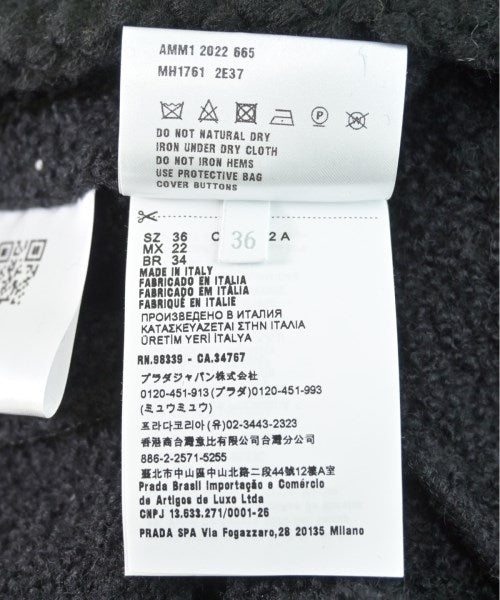 AMM1 2022 665
MH1761 2E37
P
DO NOT NATURAL DRY
IRON UNDER DRY CLOTH
DO NOT IRON HEMS
USE PROTECTIVE BAG
COVER BUTTONS
SZ 36 C 2 A
36
MX 22
BR 34
MADE IN ITALY
FABRICADO EN ITALIA
FABRICADO EM ITÁLIA
FABRIQUÉ EN ITALIE
ПРОИЗВЕДЕНО В ИТАЛИЯ
ΚΑΤΑΣΚΕΥΑΖΕΤΑΙ ΣΤΗΝ ΙΤΑΛΙΑ
ÜRETİM YERİ İTALYA
RN.98339 - CA.34767
プラダジャパン株式会社
0120-451-913 (プラダ) 0120-451-993
(ミュウミュウ)
프라다코리아 (유) 02-3443-2323
香港商台灣意比有限公司台灣分公司
886-2-2571-5255
臺北市中山區中山北路二段44號12樓A室
Prada Brasil Importação e Comércio
de Artigos de Luxo Ltda
CNPJ 13.633.271/0001-26
PRADA SPA Via Fogazzaro,28 20135 Milano